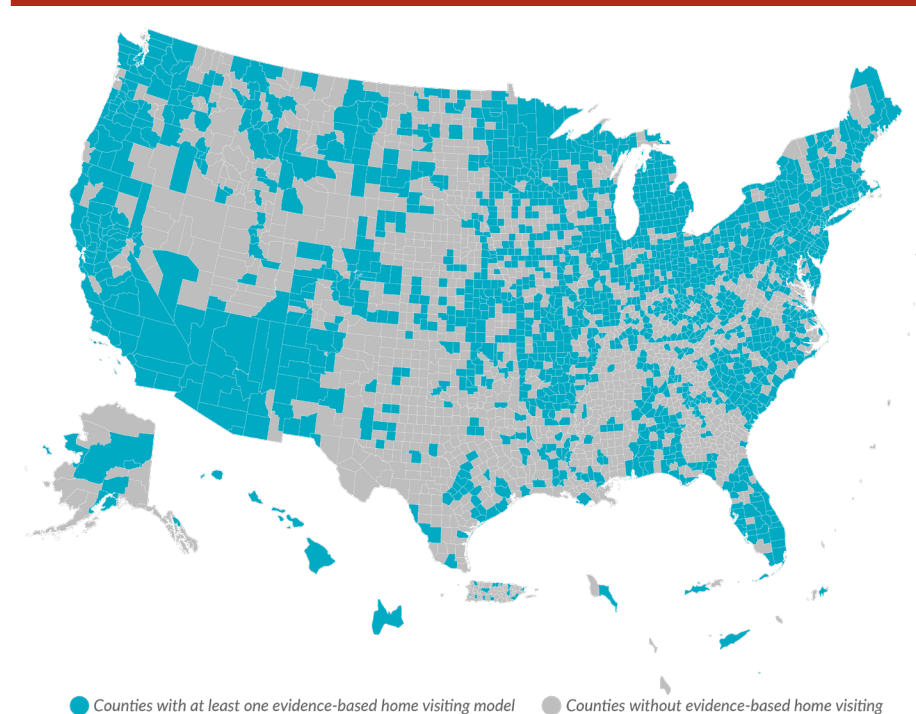 Counties with at least one evidence-based home visiting model
Counties without evidence-based home visiting